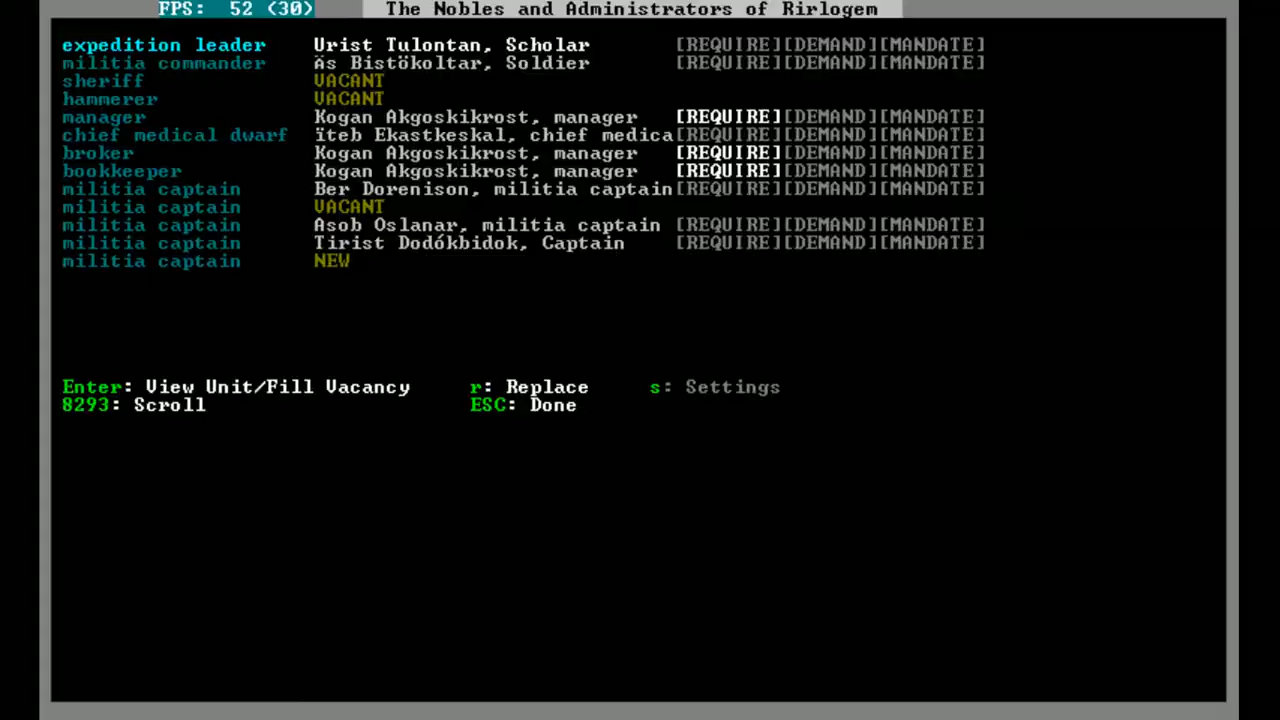 FPS: 52 (30) The Nobles and Administrators of Rirlogem
expedition leader Urist Tulontan, Scholar [REQUIRE][DEMAND][MANDATE]
militia commander Äs Bistökoltar, Soldier [REQUIRE][DEMAND][MANDATE]
sheriff VACANT
hammerer VACANT
manager Kogan Akgoskikrost, manager [REQUIRE][DEMAND][MANDATE]
chief medical dwarf ïteb Ekastkeskal, chief medica[REQUIRE][DEMAND][MANDATE]
broker Kogan Akgoskikrost, manager [REQUIRE][DEMAND][MANDATE]
bookkeeper Kogan Akgoskikrost, manager [REQUIRE][DEMAND][MANDATE]
militia captain Ber Dorenison, militia captain[REQUIRE][DEMAND][MANDATE]
militia captain VACANT
militia captain Asob Oslanar, militia captain [REQUIRE][DEMAND][MANDATE]
militia captain Tirist Dodókbidok, Captain [REQUIRE][DEMAND][MANDATE]
militia captain NEW
Enter: View Unit/Fill Vacancy r: Replace s: Settings
8293: Scroll ESC: Done